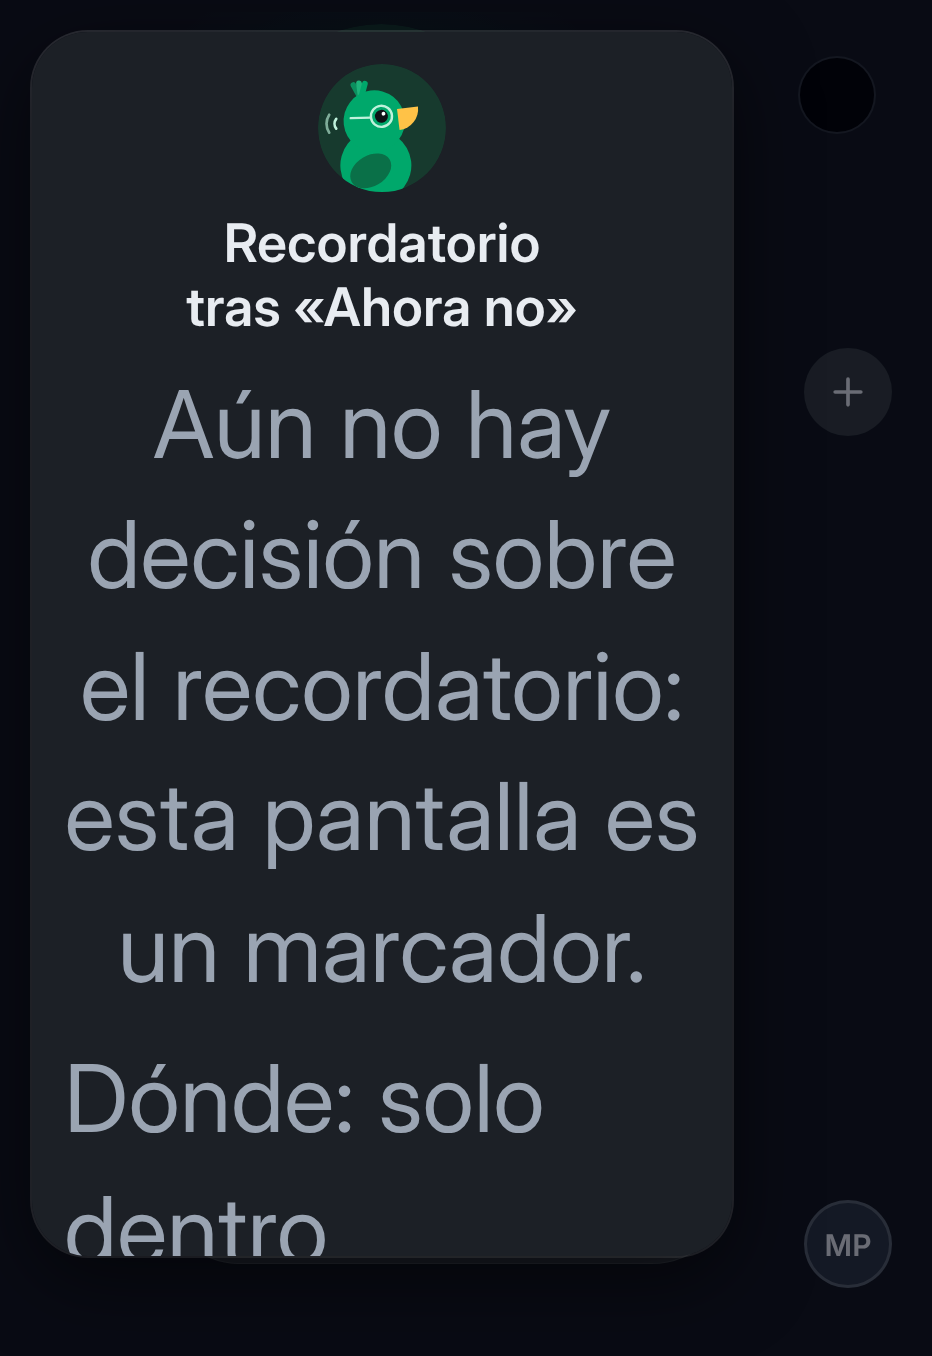 Recordatorio
tras «Ahora no»
Aún no hay
decisión sobre
el recordatorio:
esta pantalla es
un marcador.
Dónde: solo
dentro
MP